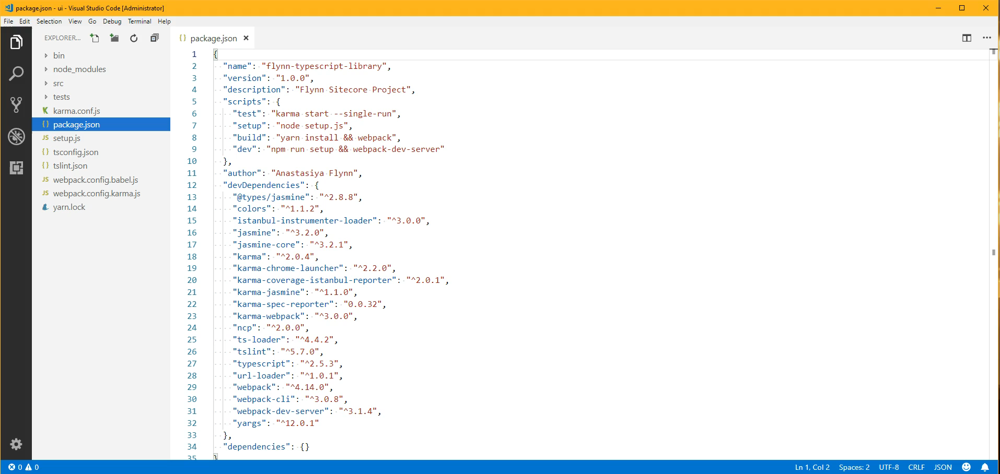 package.json - ui - Visual Studio Code [Administrator]
File Edit Selection View Go Debug Terminal Help
EXPLORER...
bin
node_modules
src
tests
karma.conf.js
{} package.json
JS setup.js
{} tsconfig.json
{} tslint.json
JS webpack.config.babel.js
JS webpack.config.karma.js
yarn.lock
{} package.json ×
1 {
2 "name": "flynn-typescript-library",
3 "version": "1.0.0",
4 "description": "Flynn Sitecore Project",
5 "scripts": {
6 "test": "karma start --single-run",
7 "setup": "node setup.js",
8 "build": "yarn install && webpack",
9 "dev": "npm run setup && webpack-dev-server"
10 },
11 "author": "Anastasiya Flynn",
12 "devDependencies": {
13 "@types/jasmine": "^2.8.8",
14 "colors": "^1.1.2",
15 "istanbul-instrumenter-loader": "^3.0.0",
16 "jasmine": "^3.2.0",
17 "jasmine-core": "^3.2.1",
18 "karma": "^2.0.4",
19 "karma-chrome-launcher": "^2.2.0",
20 "karma-coverage-istanbul-reporter": "^2.0.1",
21 "karma-jasmine": "^1.1.0",
22 "karma-spec-reporter": "0.0.32",
23 "karma-webpack": "^3.0.0",
24 "ncp": "^2.0.0",
25 "ts-loader": "^4.4.2",
26 "tslint": "^5.7.0",
27 "typescript": "^2.5.3",
28 "url-loader": "^1.0.1",
29 "webpack": "^4.14.0",
30 "webpack-cli": "^3.0.8",
31 "webpack-dev-server": "^3.1.4",
32 "yargs": "^12.0.1"
33 },
34 "dependencies": {}
35 }
0 0 Ln 1, Col 2 Spaces: 2 UTF-8 CRLF JSON